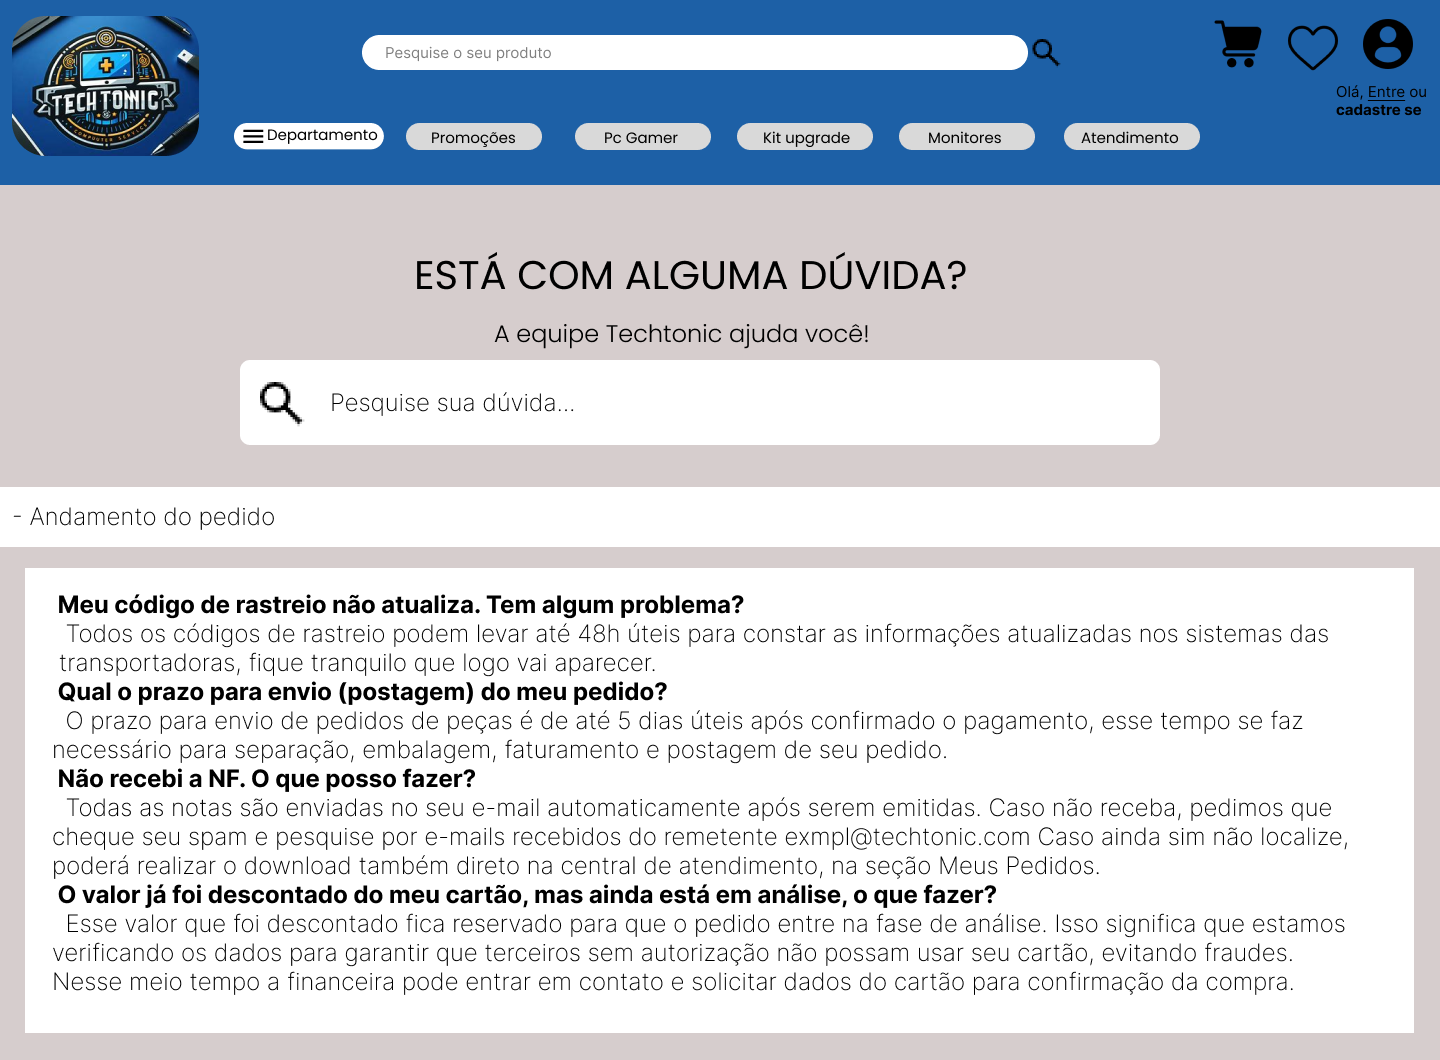 TECHTONIC
COMPUUTER SERVICE
Pesquise o seu produto
Olá, Entre ou
cadastre se
Departamento
Promoções
Pc Gamer
Kit upgrade
Monitores
Atendimento
ESTÁ COM ALGUMA DÚVIDA?
A equipe Techtonic ajuda você!
Pesquise sua dúvida...
- Andamento do pedido
Meu código de rastreio não atualiza. Tem algum problema?
Todos os códigos de rastreio podem levar até 48h úteis para constar as informações atualizadas nos sistemas das
transportadoras, fique tranquilo que logo vai aparecer.
Qual o prazo para envio (postagem) do meu pedido?
O prazo para envio de pedidos de peças é de até 5 dias úteis após confirmado o pagamento, esse tempo se faz
necessário para separação, embalagem, faturamento e postagem de seu pedido.
Não recebi a NF. O que posso fazer?
Todas as notas são enviadas no seu e-mail automaticamente após serem emitidas. Caso não receba, pedimos que
cheque seu spam e pesquise por e-mails recebidos do remetente exmpl@techtonic.com Caso ainda sim não localize,
poderá realizar o download também direto na central de atendimento, na seção Meus Pedidos.
O valor já foi descontado do meu cartão, mas ainda está em análise, o que fazer?
Esse valor que foi descontado fica reservado para que o pedido entre na fase de análise. Isso significa que estamos
verificando os dados para garantir que terceiros sem autorização não possam usar seu cartão, evitando fraudes.
Nesse meio tempo a financeira pode entrar em contato e solicitar dados do cartão para confirmação da compra.